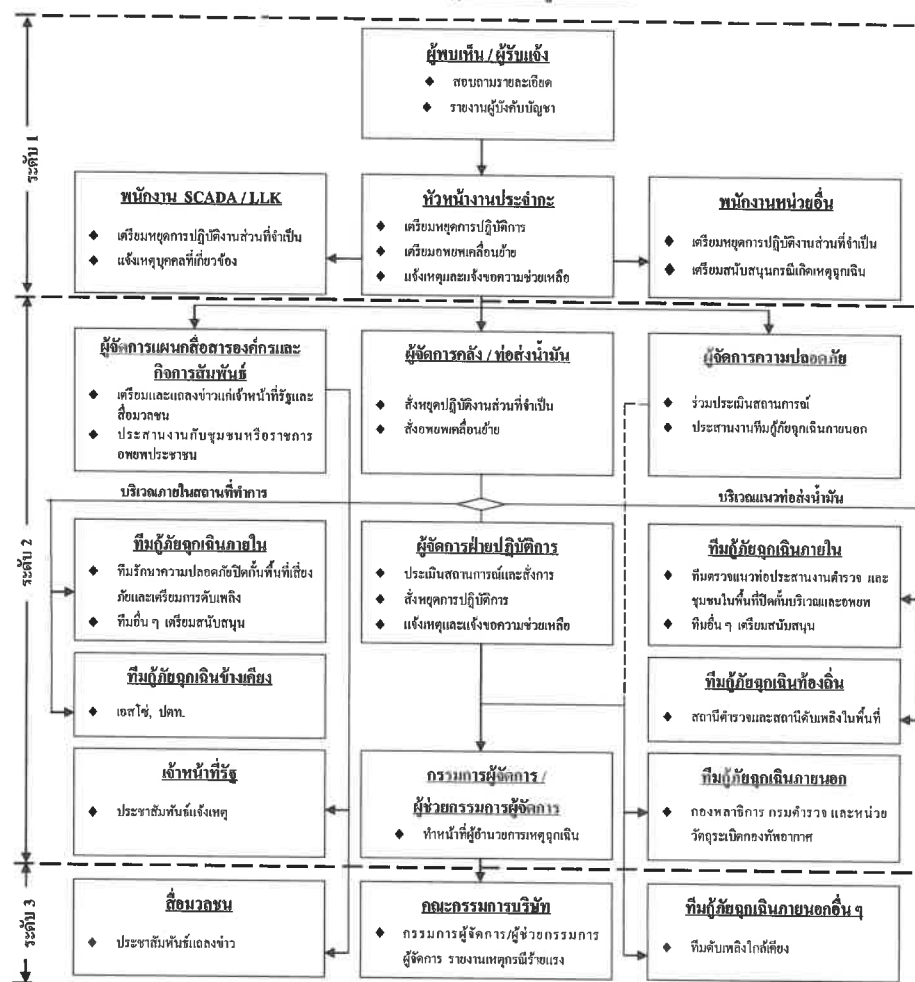 ระดับ 1
ผู้พบเห็น / ผู้รับแจ้ง
◆ สอบถามรายละเอียด
◆ รายงานผู้บังคับบัญชา
พนักงาน SCADA / LLK
◆ เตรียมหยุดการปฏิบัติงานส่วนที่จำเป็น
◆ แจ้งเหตุบุคคลที่เกี่ยวข้อง
หัวหน้างานประจำกะ
◆ เตรียมหยุดการปฏิบัติการ
◆ เตรียมอพยพเคลื่อนย้าย
◆ แจ้งเหตุและแจ้งขอความช่วยเหลือ
พนักงานหน่วยอื่น
◆ เตรียมหยุดการปฏิบัติงานส่วนที่จำเป็น
◆ เตรียมสนับสนุนกรณีเกิดเหตุฉุกเฉิน
ระดับ 2
ผู้จัดการแผนกสื่อสารองค์กรและ
กิจการสัมพันธ์
◆ เตรียมและแถลงข่าวแก่เจ้าหน้าที่รัฐและ
สื่อมวลชน
◆ ประสานงานกับชุมชนหรือราชการ
อพยพประชาชน
ผู้จัดการคลัง / ท่อส่งน้ำมัน
◆ สั่งหยุดปฏิบัติงานส่วนที่จำเป็น
◆ สั่งอพยพเคลื่อนย้าย
ผู้จัดการความปลอดภัย
◆ ร่วมประเมินสถานการณ์
◆ ประสานงานทีมกู้ภัยฉุกเฉินภายนอก
บริเวณภายในสถานที่ทำการ
บริเวณแนวท่อส่งน้ำมัน
ทีมกู้ภัยฉุกเฉินภายใน
◆ ทีมรักษาความปลอดภัยปิดกั้นพื้นที่เสี่ยง
ภัยและเตรียมการดับเพลิง
◆ ทีมอื่น ๆ เตรียมสนับสนุน
ผู้จัดการฝ่ายปฏิบัติการ
◆ ประเมินสถานการณ์และสั่งการ
◆ สั่งหยุดการปฏิบัติการ
◆ แจ้งเหตุและแจ้งขอความช่วยเหลือ
ทีมกู้ภัยฉุกเฉินภายใน
◆ ทีมตรวจแนวท่อประสานงานตำรวจ และ
ชุมชนในพื้นที่ปิดกั้นบริเวณและอพยพ
◆ ทีมอื่น ๆ เตรียมสนับสนุน
ทีมกู้ภัยฉุกเฉินข้างเคียง
◆ เอสโซ่, ปตท.
ทีมกู้ภัยฉุกเฉินท้องถิ่น
◆ สถานีตำรวจและสถานีดับเพลิงในพื้นที่
เจ้าหน้าที่รัฐ
◆ ประชาสัมพันธ์แจ้งเหตุ
กรรมการผู้จัดการ /
ผู้ช่วยกรรมการผู้จัดการ
◆ ทำหน้าที่ผู้อำนวยการเหตุฉุกเฉิน
ทีมกู้ภัยฉุกเฉินภายนอก
◆ กองพลาธิการ กรมตำรวจ และหน่วย
วัตถุระเบิดกองทัพอากาศ
ระดับ 3
สื่อมวลชน
◆ ประชาสัมพันธ์แถลงข่าว
คณะกรรมการบริษัท
◆ กรรมการผู้จัดการ/ผู้ช่วยกรรมการ
ผู้จัดการ รายงานเหตุกรณีร้ายแรง
ทีมกู้ภัยฉุกเฉินภายนอกอื่น ๆ
◆ ทีมดับเพลิงใกล้เคียง